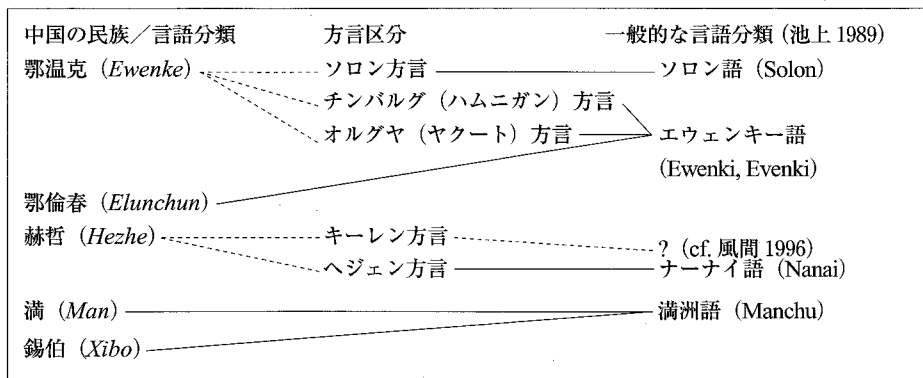 中国の民族／言語分類 方言区分 一般的な言語分類 (池上 1989)
鄂温克 (Ewenke) ソロン方言 ソロン語 (Solon)
チンバルグ (ハムニガン) 方言
オルグヤ (ヤクート) 方言 エウェンキー語
(Ewenki, Evenki)
鄂倫春 (Elunchun)
赫哲 (Hezhe) キーレン方言 ? (cf. 風間 1996)
ヘジェン方言 ナーナイ語 (Nanai)
満 (Man) 満洲語 (Manchu)
錫伯 (Xibo)